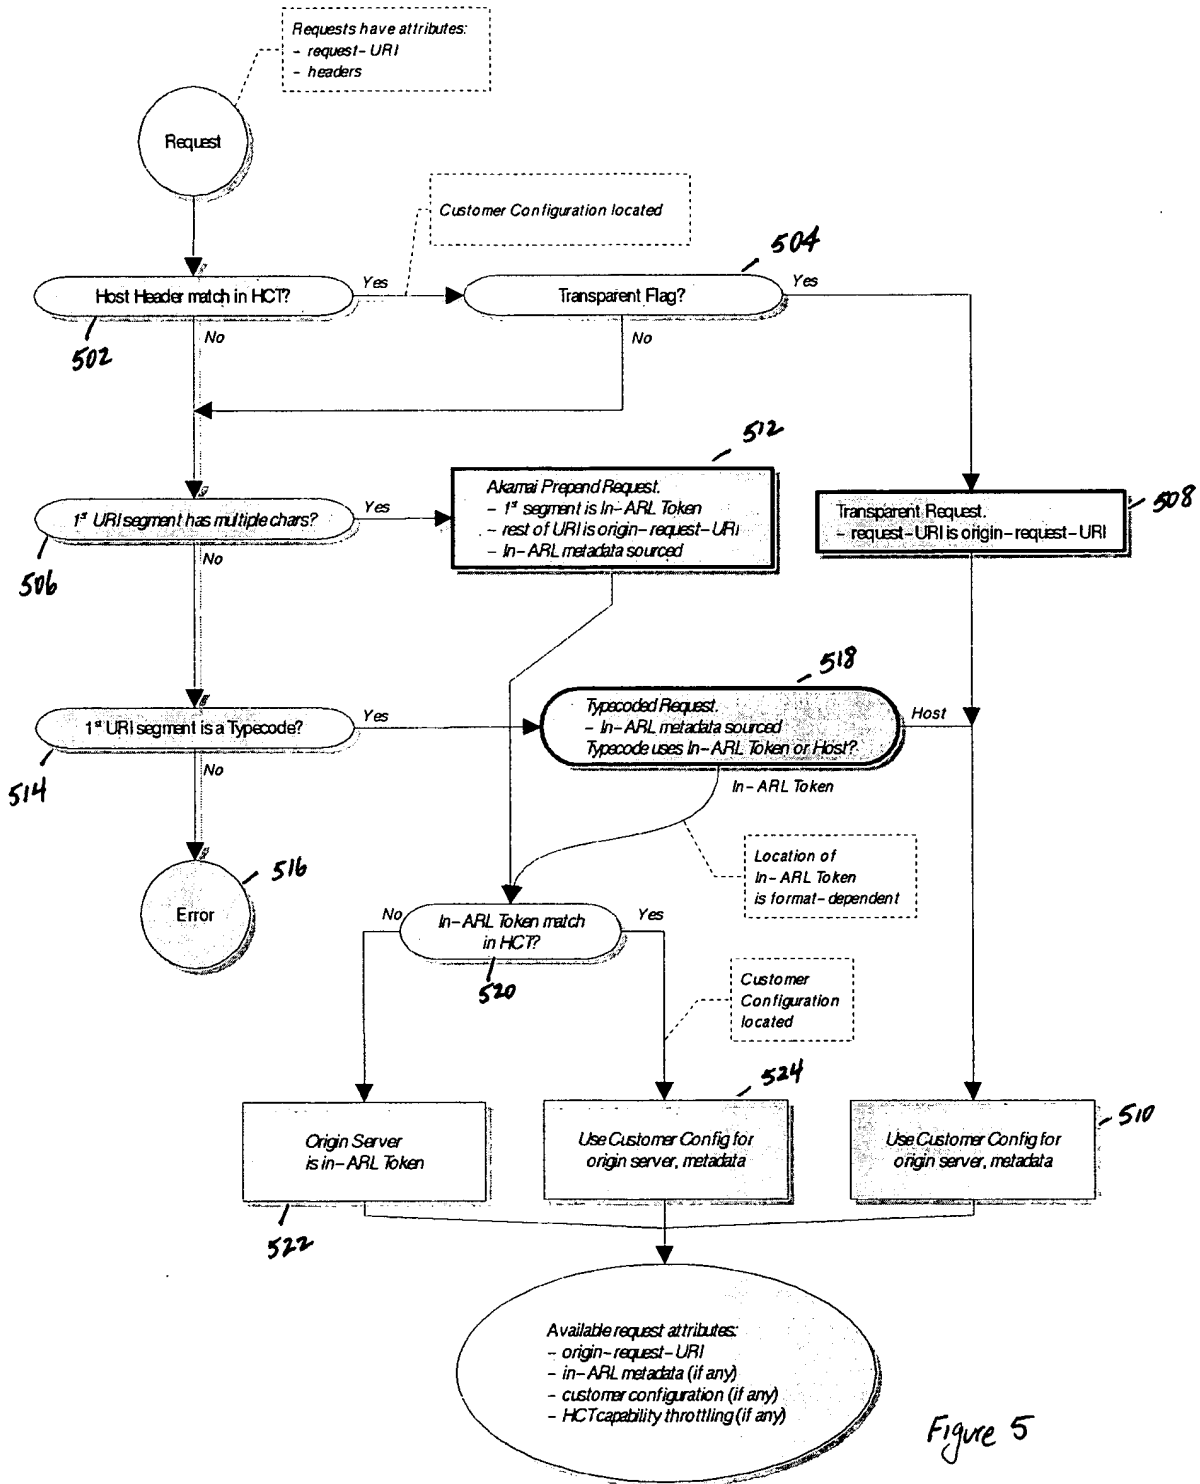 Requests have attributes:
– request–URI
– headers
Request
Customer Configuration located
504
Host Header match in HCT?
Yes
Transparent Flag?
Yes
502
No
No
512
Akamai Prepend Request.
– 1st segment is In–ARL Token
– rest of URI is origin–request–URI
– In–ARL metadata sourced
Transparent Request.
– request–URI is origin–request–URI
508
1st URI segment has multiple chars?
Yes
506
No
518
Typecoded Request.
– In–ARL metadata sourced
Typecode uses In–ARL Token or Host?
Host
1st URI segment is a Typecode?
Yes
514
No
In–ARL Token
Location of
In–ARL Token
is format–dependent
516
Error
No
In–ARL Token match
in HCT?
Yes
520
Customer
Configuration
located
524
510
Origin Server
is in–ARL Token
Use Customer Config for
origin server, metadata
Use Customer Config for
origin server, metadata
522
Available request attributes:
– origin–request–URI
– in–ARL metadata (if any)
– customer configuration (if any)
– HCT capability throttling (if any)
Figure 5